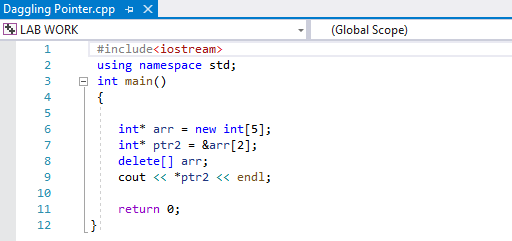 Daggling Pointer.cpp
LAB WORK (Global Scope)
1 #include<iostream>
2 using namespace std;
3 int main()
4 {
5
6 int* arr = new int[5];
7 int* ptr2 = &arr[2];
8 delete[] arr;
9 cout << *ptr2 << endl;
10
11 return 0;
12 }